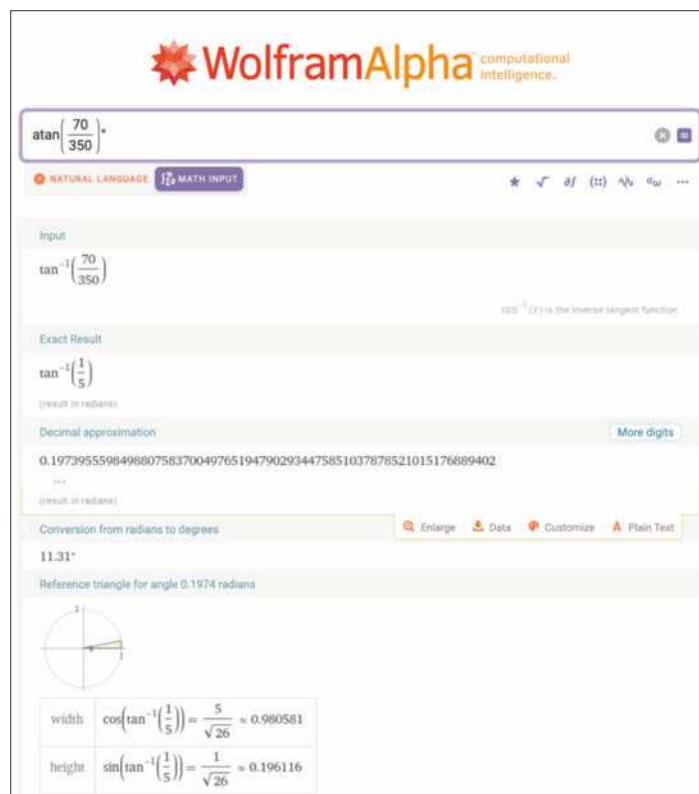 WolframAlpha computational intelligence.
atan(70/350)°
NATURAL LANGUAGE MATH INPUT
Input
tan⁻¹(70/350)
tan⁻¹(x) is the inverse tangent function
Exact Result
tan⁻¹(1/5)
(result in radians)
Decimal approximation More digits
0.1973955598498807583700497651947902934475851037878521015176889402
...
(result in radians)
Conversion from radians to degrees Enlarge Data Customize A Plain Text
11.31°
Reference triangle for angle 0.1974 radians
1
1
width cos(tan⁻¹(1/5)) = 5/√26 ≈ 0.980581
height sin(tan⁻¹(1/5)) = 1/√26 ≈ 0.196116